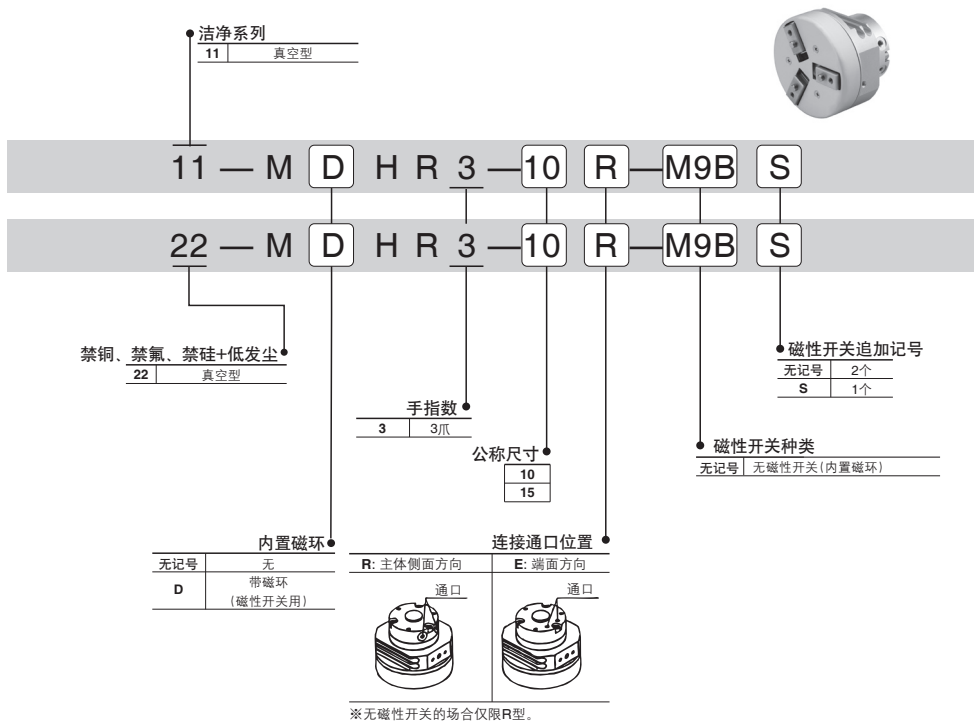 洁净系列
11 真空型
11 — M D H R 3 — 10 R — M9B S
22 — M D H R 3 — 10 R — M9B S
禁铜、禁氟、禁硅+低发尘
22 真空型
磁性开关追加记号
无记号 2个
S 1个
手指数
3 3爪
磁性开关种类
无记号 无磁性开关(内置磁环)
公称尺寸
10
15
内置磁环
无记号 无
D 带磁环
(磁性开关用)
连接通口位置
R: 主体侧面方向 E: 端面方向
通口 通口
※无磁性开关的场合仅限R型。